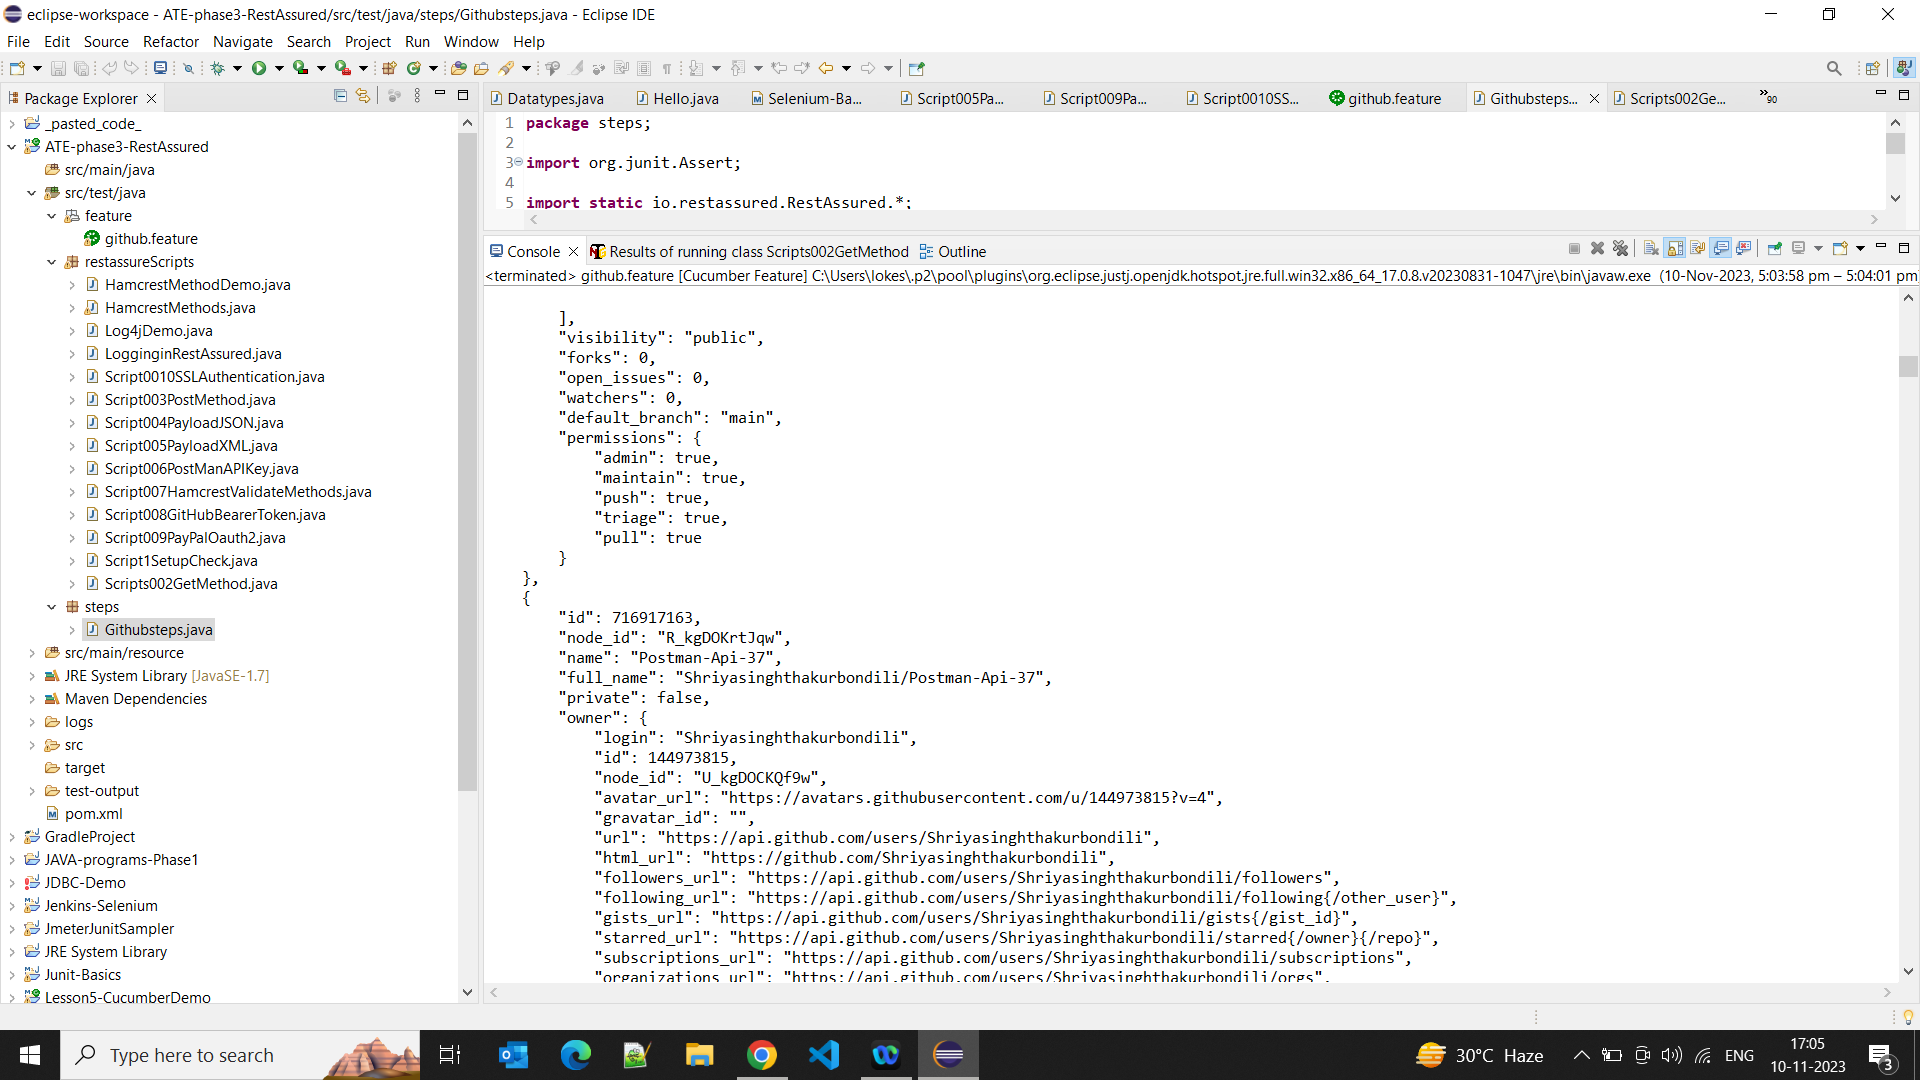 eclipse-workspace - ATE-phase3-RestAssured/src/test/java/steps/Githubsteps.java - Eclipse IDE
File Edit Source Refactor Navigate Search Project Run Window Help
Package Explorer
_pasted_code_
ATE-phase3-RestAssured
src/main/java
src/test/java
feature
github.feature
restassureScripts
HamcrestMethodDemo.java
HamcrestMethods.java
Log4jDemo.java
LogginginRestAssured.java
Script0010SSLAuthentication.java
Script003PostMethod.java
Script004PayloadJSON.java
Script005PayloadXML.java
Script006PostManAPIKey.java
Script007HamcrestValidateMethods.java
Script008GitHubBearerToken.java
Script009PayPalOauth2.java
Script1SetupCheck.java
Scripts002GetMethod.java
steps
Githubsteps.java
src/main/resource
JRE System Library [JavaSE-1.7]
Maven Dependencies
logs
src
target
test-output
pom.xml
GradleProject
JAVA-programs-Phase1
JDBC-Demo
Jenkins-Selenium
JmeterJunitSampler
JRE System Library
Junit-Basics
Lesson5-CucumberDemo
Datatypes.java Hello.java Selenium-Ba... Script005Pa... Script009Pa... Script0010SS... github.feature Githubsteps... Scripts002Ge... 90
1 package steps;
2
3 import org.junit.Assert;
4
5 import static io.restassured.RestAssured.*;
Console Results of running class Scripts002GetMethod Outline
<terminated> github.feature [Cucumber Feature] C:\Users\lokes\.p2\pool\plugins\org.eclipse.justj.openjdk.hotspot.jre.full.win32.x86_64_17.0.8.v20230831-1047\jre\bin\javaw.exe (10-Nov-2023, 5:03:58 pm – 5:04:01 pm
],
"visibility": "public",
"forks": 0,
"open_issues": 0,
"watchers": 0,
"default_branch": "main",
"permissions": {
"admin": true,
"maintain": true,
"push": true,
"triage": true,
"pull": true
}
},
{
"id": 716917163,
"node_id": "R_kgDOKrtJqw",
"name": "Postman-Api-37",
"full_name": "Shriyasinghthakurbondili/Postman-Api-37",
"private": false,
"owner": {
"login": "Shriyasinghthakurbondili",
"id": 144973815,
"node_id": "U_kgDOCKQf9w",
"avatar_url": "https://avatars.githubusercontent.com/u/144973815?v=4",
"gravatar_id": "",
"url": "https://api.github.com/users/Shriyasinghthakurbondili",
"html_url": "https://github.com/Shriyasinghthakurbondili",
"followers_url": "https://api.github.com/users/Shriyasinghthakurbondili/followers",
"following_url": "https://api.github.com/users/Shriyasinghthakurbondili/following{/other_user}",
"gists_url": "https://api.github.com/users/Shriyasinghthakurbondili/gists{/gist_id}",
"starred_url": "https://api.github.com/users/Shriyasinghthakurbondili/starred{/owner}{/repo}",
"subscriptions_url": "https://api.github.com/users/Shriyasinghthakurbondili/subscriptions",
"organizations_url": "https://api.github.com/users/Shriyasinghthakurbondili/orgs",
Type here to search
30°C Haze
ENG
17:05
10-11-2023
3